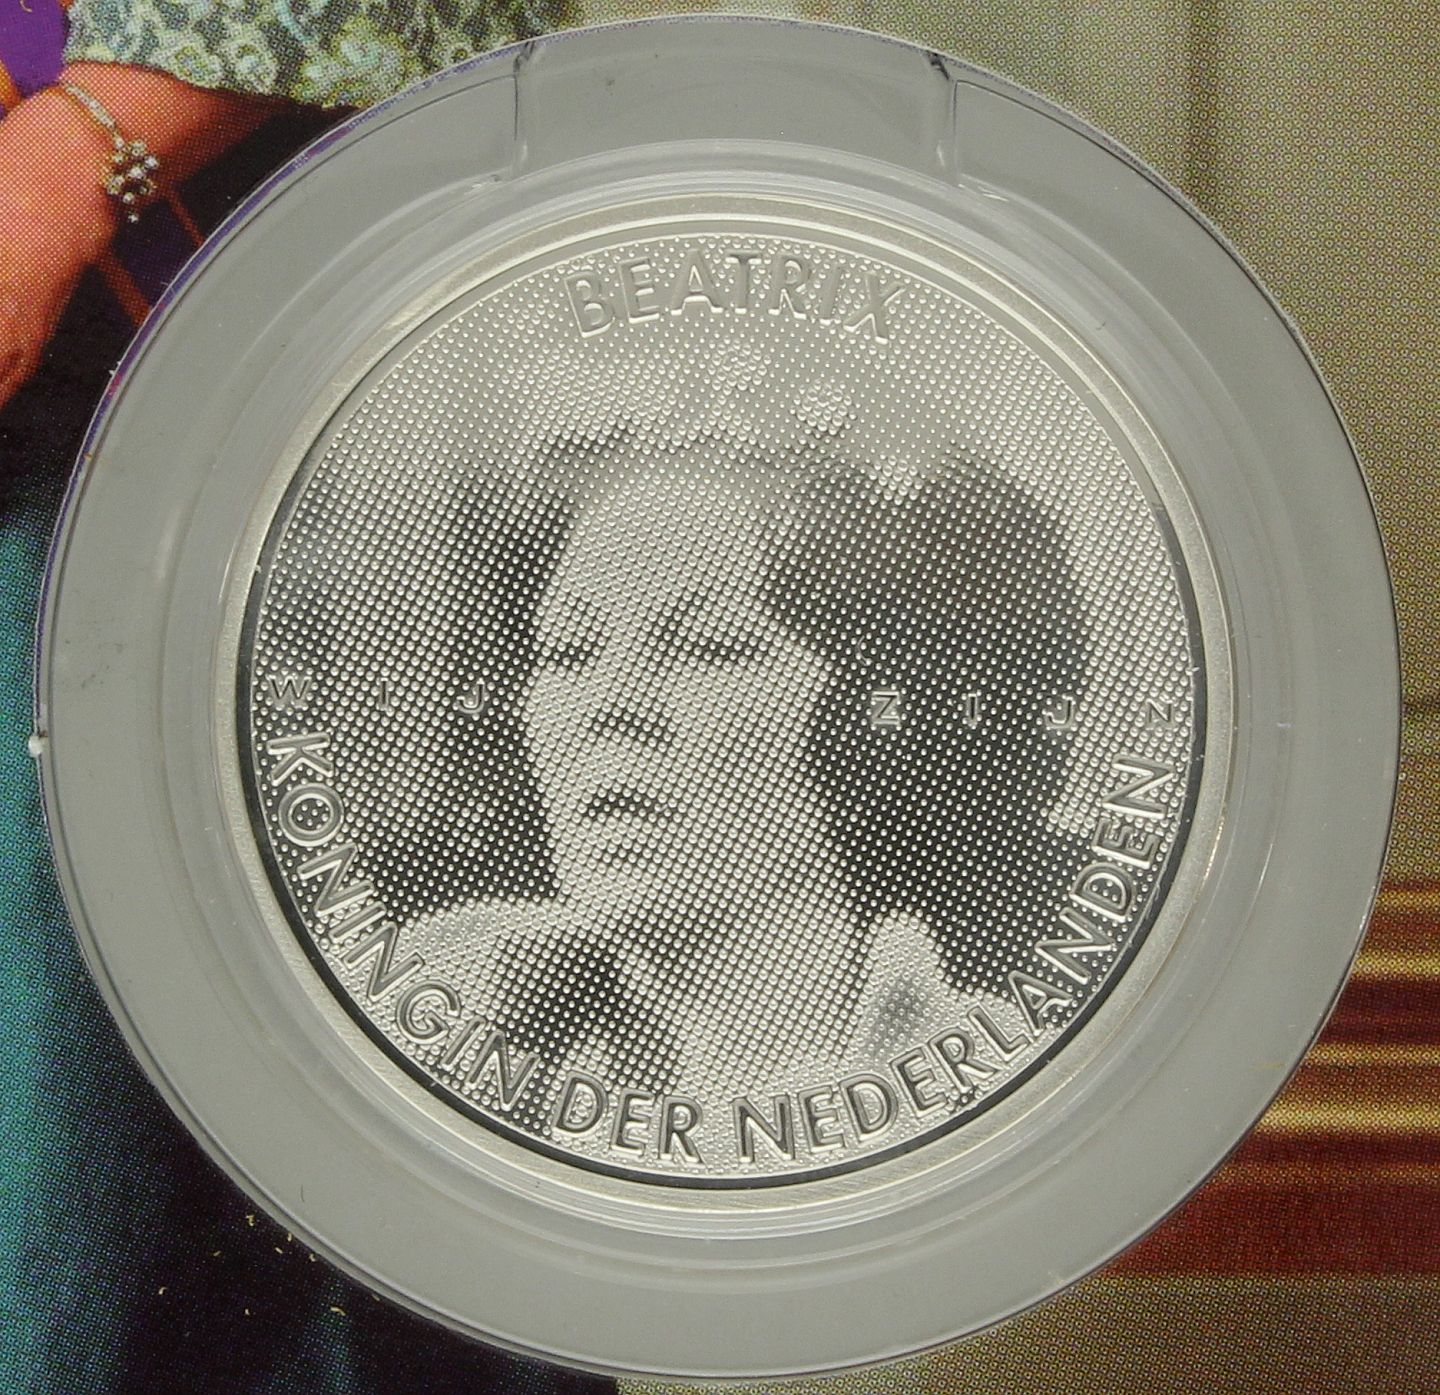 BEATRIX
WIJ ZIJN
KONINGIN DER NEDERLANDEN